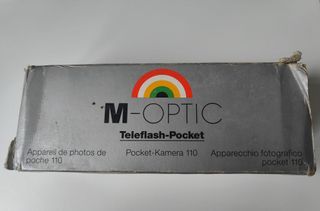 M-OPTIC
Teleflash-Pocket
Appareil de photos de poche 110
Pocket-Kamera 110
Apparecchio fotografico pocket 110